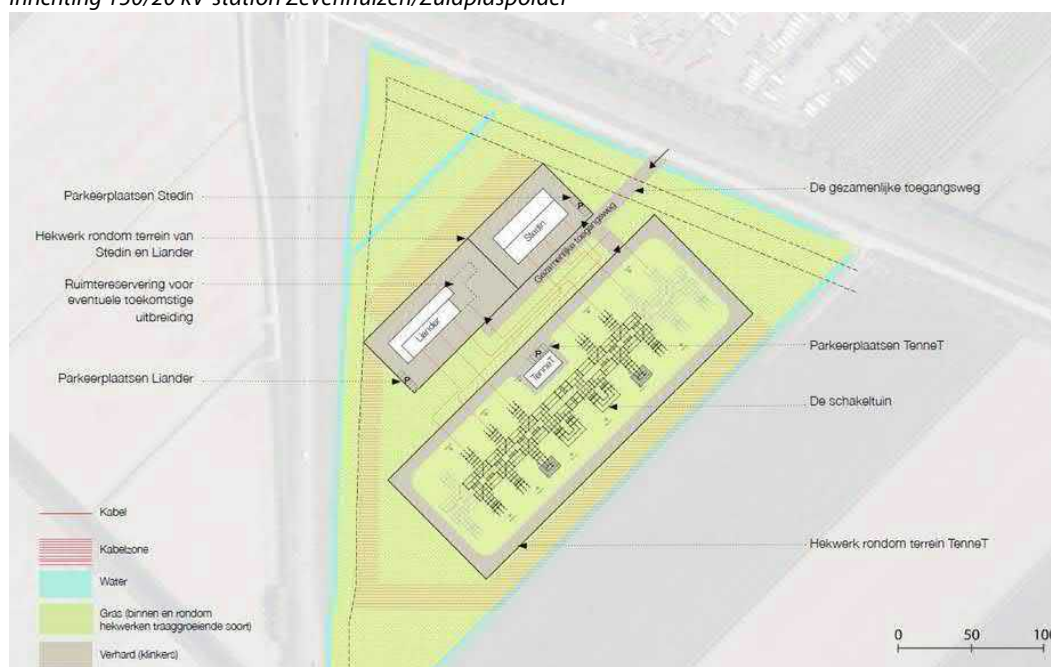 Inrichting 150/20 kV-station Zevenhuizen/Zuidplaspolder
Parkeerplaatsen Stedin
Hekwerk rondom terrein van
Stedin en Liander
Ruimtereservering voor
eventuele toekomstige
uitbreiding
Parkeerplaatsen Liander
Stedin
Liander
TenneT
Gezamenlijke toegangsweg
De gezamenlijke toegangsweg
Parkeerplaatsen TenneT
De schakeltuin
Hekwerk rondom terrein TenneT
Kabel
Kabelzone
Water
Gras (binnen en rondom
hekwerken traaggroeiende soort)
Verhard (klinkers)
0 50 100